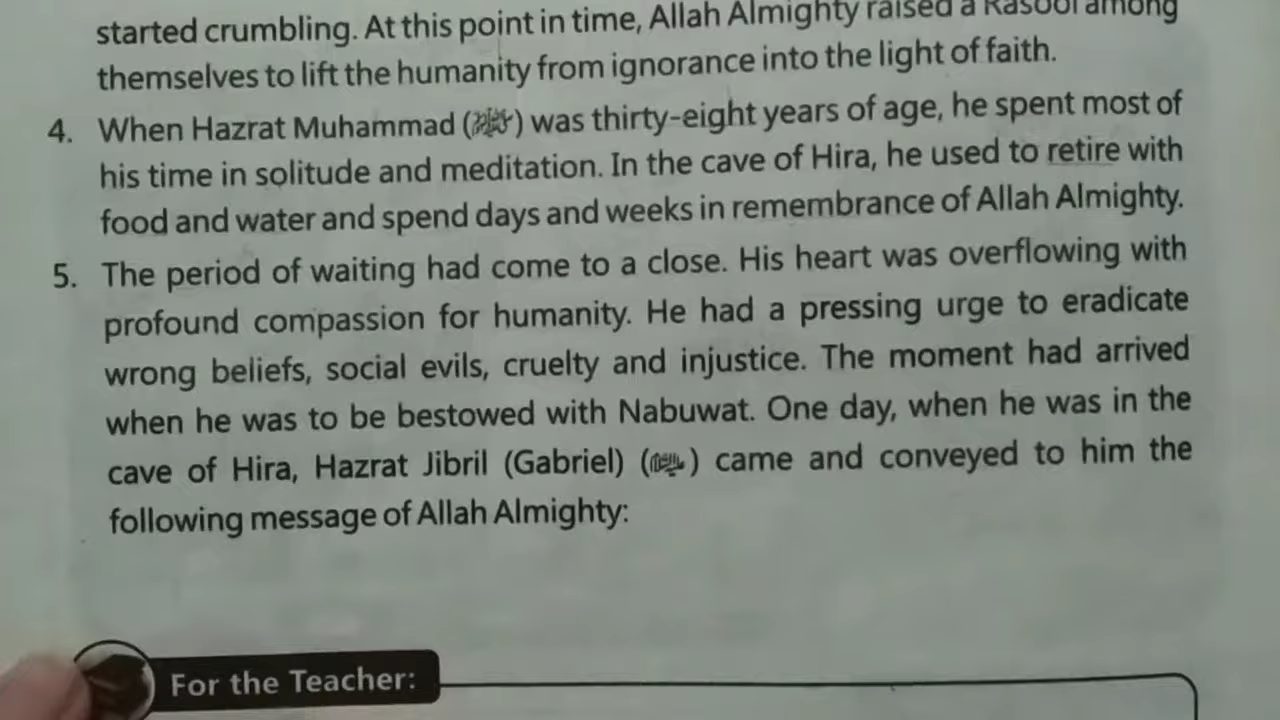 started crumbling. At this point in time, Allah Almighty raised a Rasool among
themselves to lift the humanity from ignorance into the light of faith.
4. When Hazrat Muhammad (ﷺ) was thirty-eight years of age, he spent most of
his time in solitude and meditation. In the cave of Hira, he used to retire with
food and water and spend days and weeks in remembrance of Allah Almighty.
5. The period of waiting had come to a close. His heart was overflowing with
profound compassion for humanity. He had a pressing urge to eradicate
wrong beliefs, social evils, cruelty and injustice. The moment had arrived
when he was to be bestowed with Nabuwat. One day, when he was in the
cave of Hira, Hazrat Jibril (Gabriel) () came and conveyed to him the
following message of Allah Almighty:
For the Teacher: